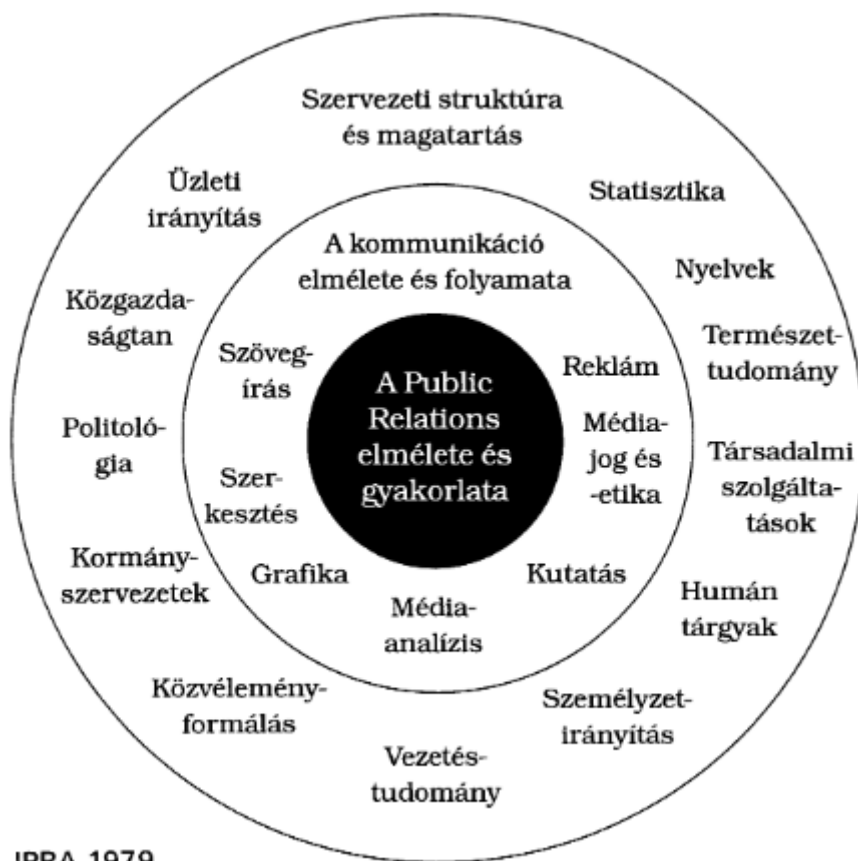 Szervezeti struktúra
és magatartás
Statisztika
Nyelvek
Természet-
tudomány
Társadalmi
szolgálta-
tások
Humán
tárgyak
Személyzet-
irányítás
Vezetés-
tudomány
Közvélemény-
formálás
Kormány-
szervezetek
Politoló-
gia
Közgazda-
ságtan
Üzleti
irányítás
A kommunikáció
elmélete és folyamata
Reklám
Média-
jog és
-etika
Kutatás
Média-
analízis
Grafika
Szer-
kesztés
Szöveg-
írás
A Public
Relations
elmélete és
gyakorlata
1979